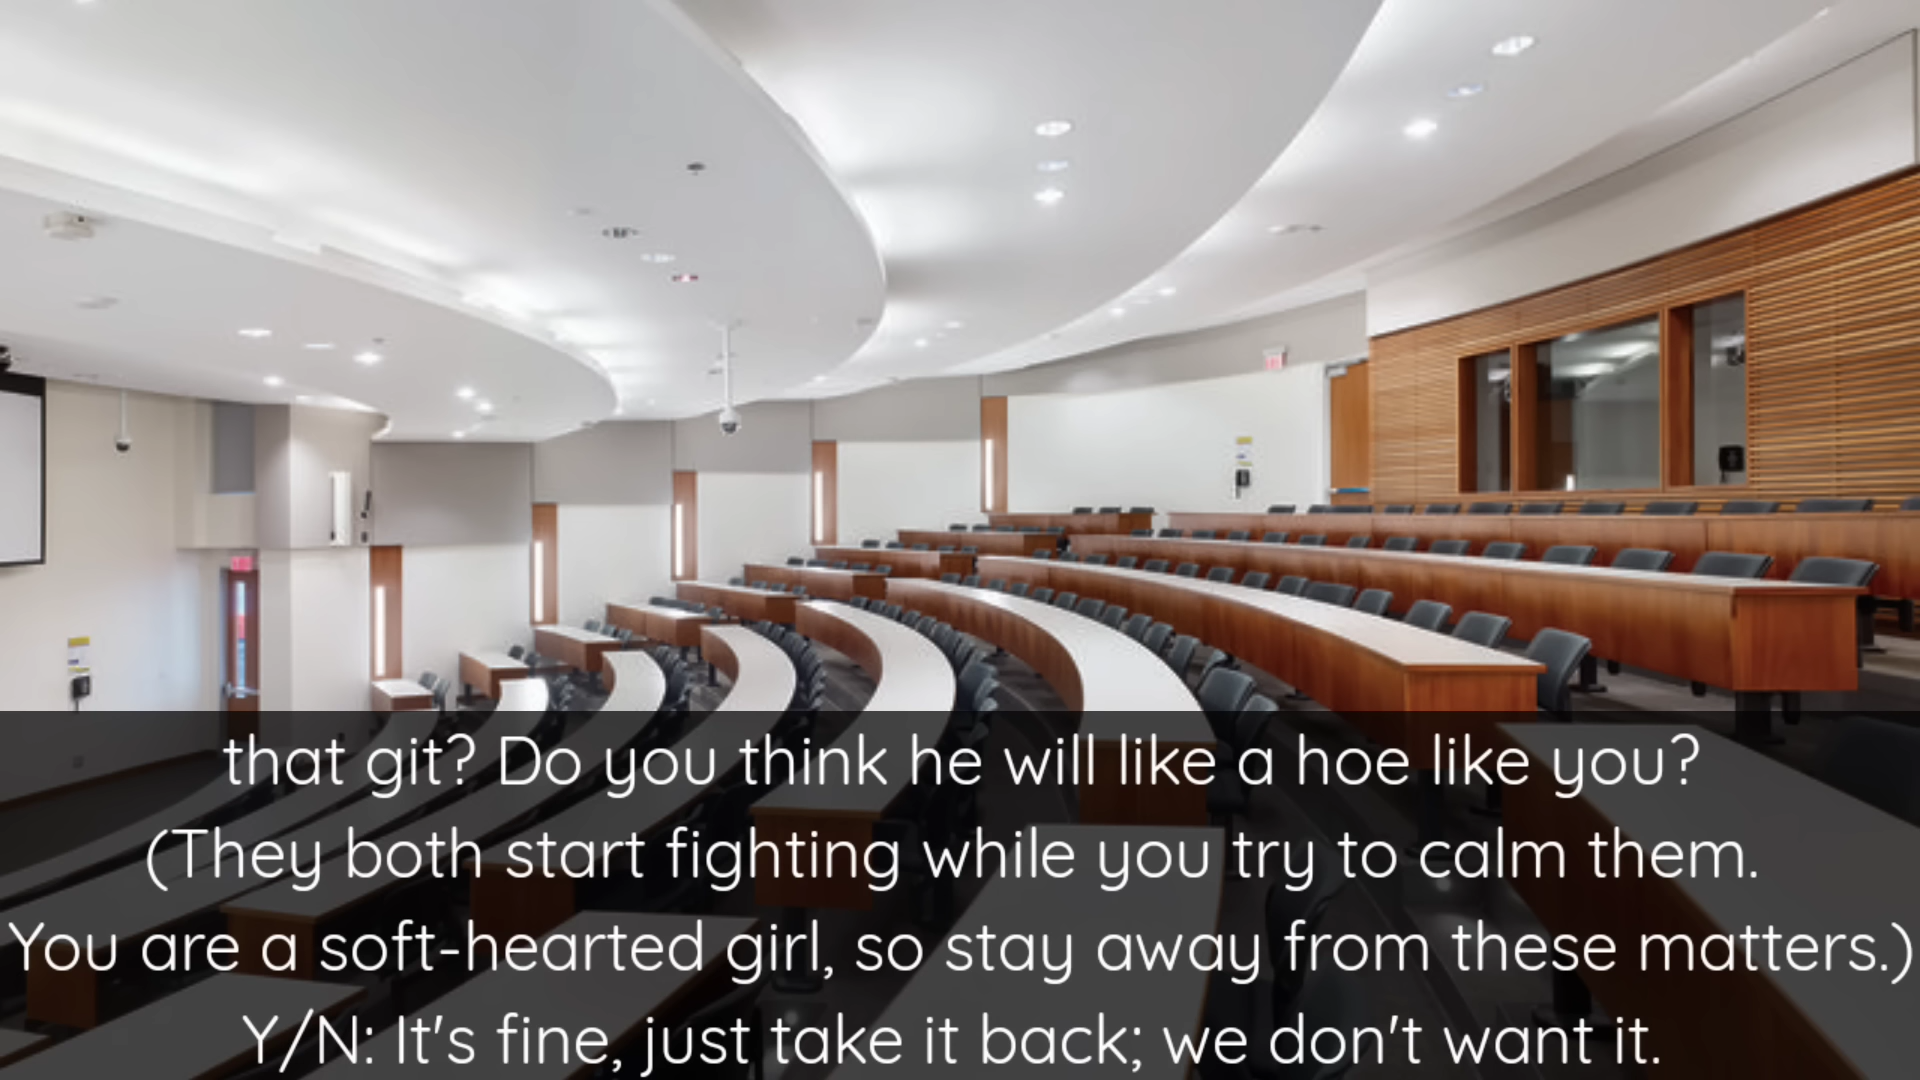 that git? Do you think he will like a hoe like you?
(They both start fighting while you try to calm them.
You are a soft-hearted girl, so stay away from these matters.)
Y/N: It's fine, just take it back; we don't want it.